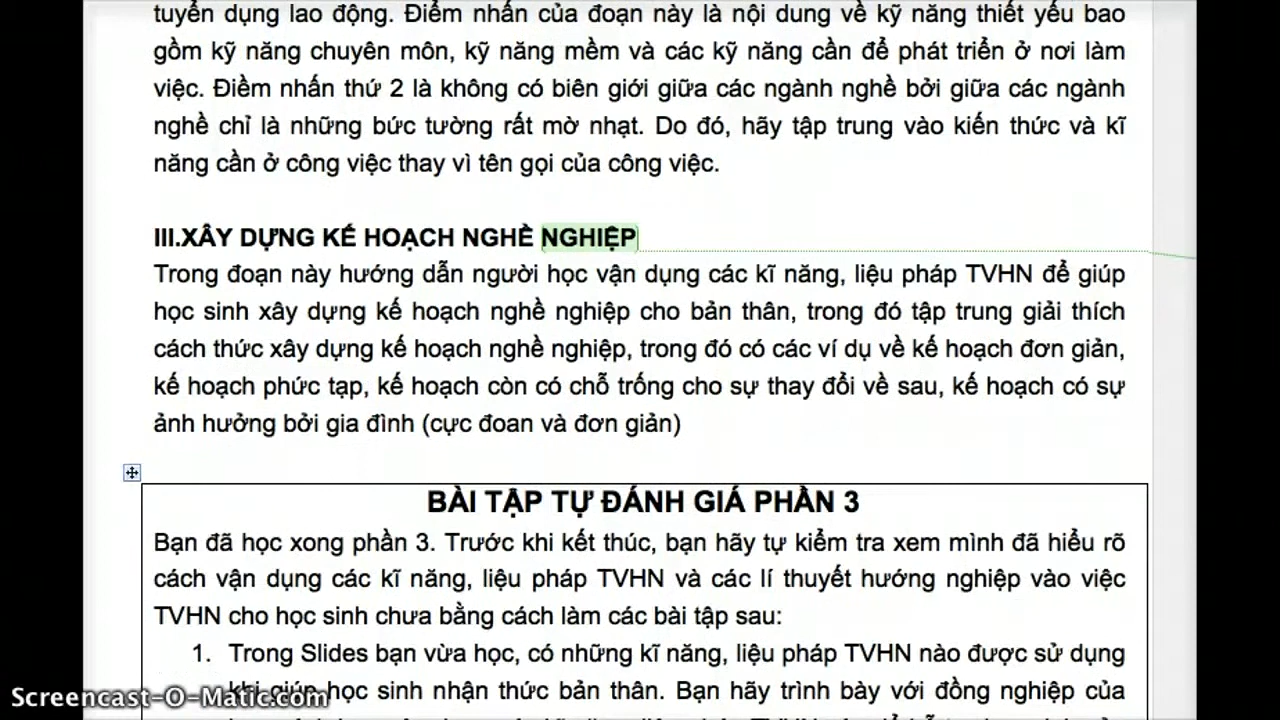 tuyển dụng lao động. Điểm nhấn của đoạn này là nội dung về kỹ năng thiết yếu bao
gồm kỹ năng chuyên môn, kỹ năng mềm và các kỹ năng cần để phát triển ở nơi làm
việc. Điềm nhấn thứ 2 là không có biên giới giữa các ngành nghề bởi giữa các ngành
nghề chỉ là những bức tường rất mờ nhạt. Do đó, hãy tập trung vào kiến thức và kĩ
năng cần ở công việc thay vì tên gọi của công việc.
III.XÂY DỰNG KẾ HOẠCH NGHỀ NGHIỆP
Trong đoạn này hướng dẫn người học vận dụng các kĩ năng, liệu pháp TVHN để giúp
học sinh xây dựng kế hoạch nghề nghiệp cho bản thân, trong đó tập trung giải thích
cách thức xây dựng kế hoạch nghề nghiệp, trong đó có các ví dụ về kế hoạch đơn giản,
kế hoạch phức tạp, kế hoạch còn có chỗ trống cho sự thay đổi về sau, kế hoạch có sự
ảnh hưởng bởi gia đình (cực đoan và đơn giản)
BÀI TẬP TỰ ĐÁNH GIÁ PHẦN 3
Bạn đã học xong phần 3. Trước khi kết thúc, bạn hãy tự kiểm tra xem mình đã hiểu rõ
cách vận dụng các kĩ năng, liệu pháp TVHN và các lí thuyết hướng nghiệp vào việc
TVHN cho học sinh chưa bằng cách làm các bài tập sau:
1. Trong Slides bạn vừa học, có những kĩ năng, liệu pháp TVHN nào được sử dụng
khi giúp học sinh nhận thức bản thân. Bạn hãy trình bày với đồng nghiệp của
Screencast-O-Matic.com